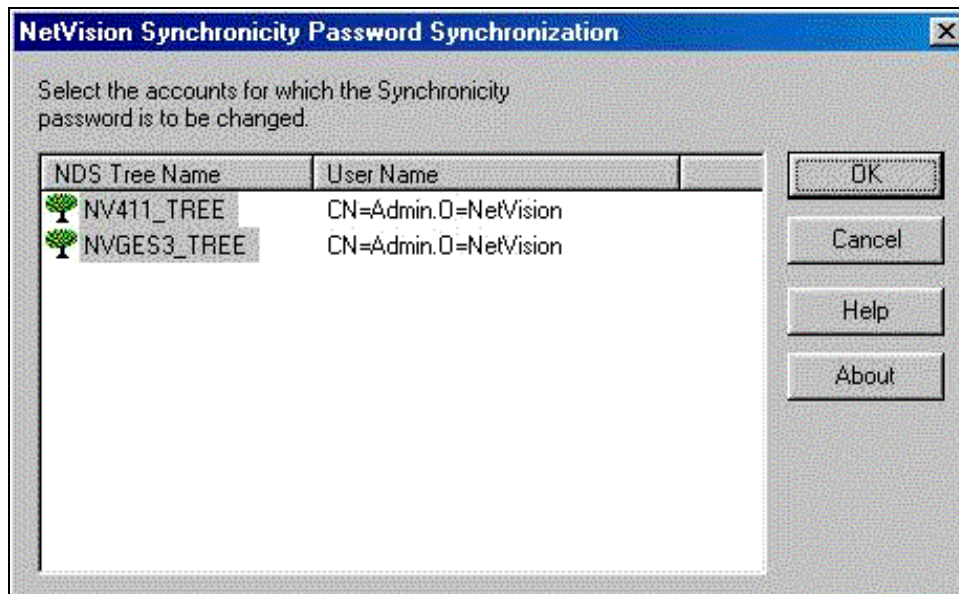 NetVision Synchronicity Password Synchronization
Select the accounts for which the Synchronicity
password is to be changed.
NDS Tree Name User Name
NV411_TREE CN=Admin.O=NetVision
NVGES3_TREE CN=Admin.O=NetVision
OK
Cancel
Help
About